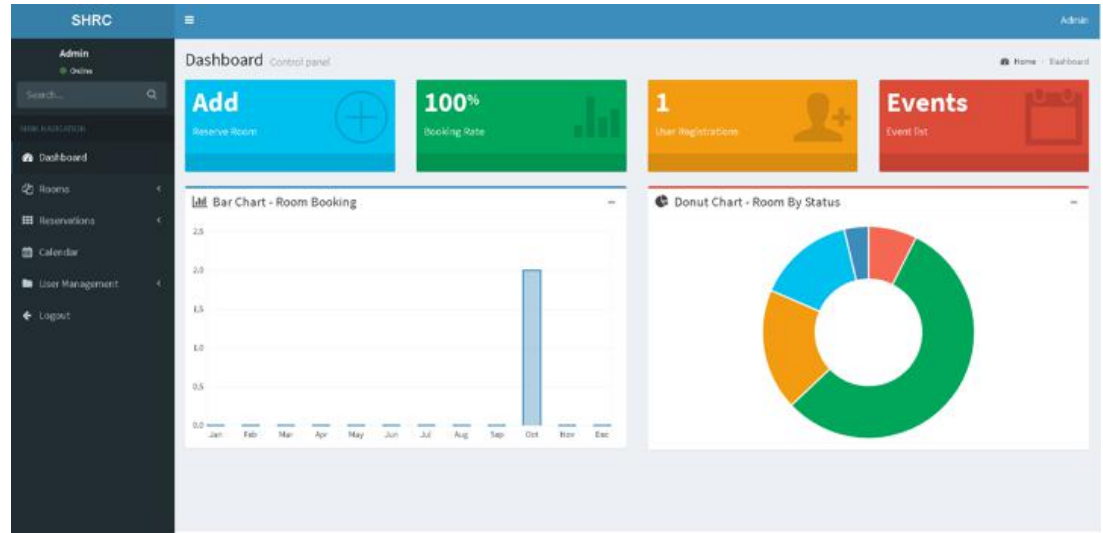 SHRC
Admin
Admin
Online
Search...
MAIN NAVIGATION
Dashboard
Rooms
Reservations
Calendar
User Management
Logout
Dashboard Control panel
Home Dashboard
Add
Reserve Room
100%
Booking Rate
1
User Registrations
Events
Event list
Bar Chart - Room Booking
2.5
2.0
1.5
1.0
0.5
0.0
Jan Feb Mar Apr May Jun Jul Aug Sep Oct Nov Dec
Donut Chart - Room By Status